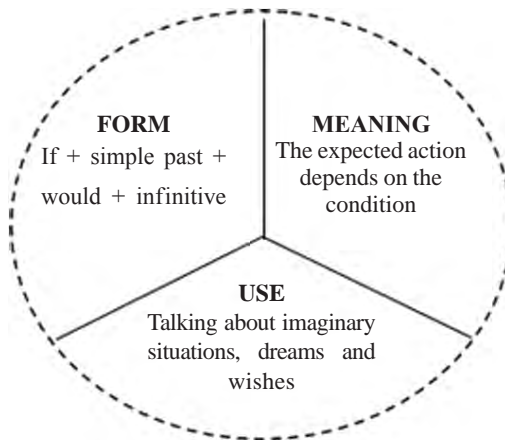 FORM
If + simple past +
would + infinitive
MEANING
The expected action
depends on the
condition
USE
Talking about imaginary
situations, dreams and
wishes